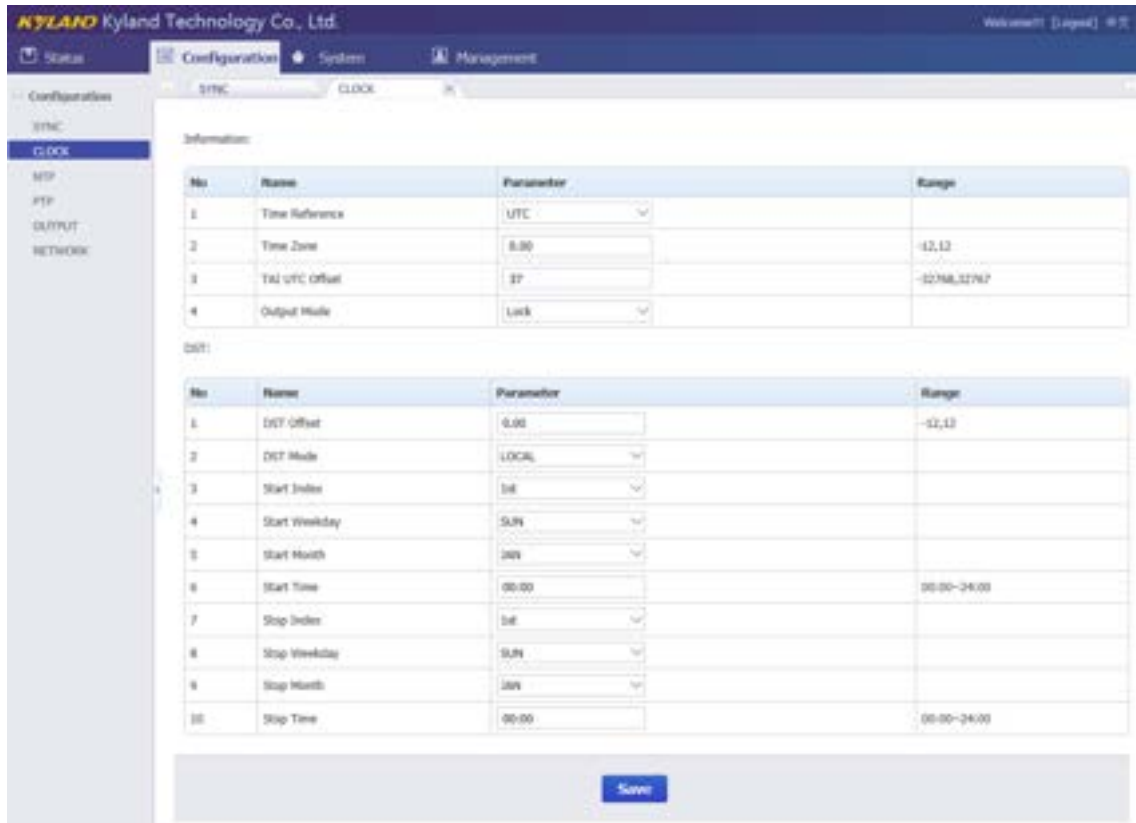 KYLAND Kyland Technology Co., Ltd.
Welcome!!! [Logout] 中文
Status Configuration System Management
Configuration
SYNC
CLOCK
NTP
PTP
OUTPUT
NETWORK
SYNC CLOCK
Information:
No Name Parameter Range
1 Time Reference UTC
2 Time Zone 0.00 -12,12
3 TAI UTC Offset 37 -32768,32767
4 Output Mode Lock
DST:
No Name Parameter Range
1 DST Offset 0.00 -12,12
2 DST Mode LOCAL
3 Start Index 1st
4 Start Weekday SUN
5 Start Month JAN
6 Start Time 00:00 00:00~24:00
7 Stop Index 1st
8 Stop Weekday SUN
9 Stop Month JAN
10 Stop Time 00:00 00:00~24:00
Save